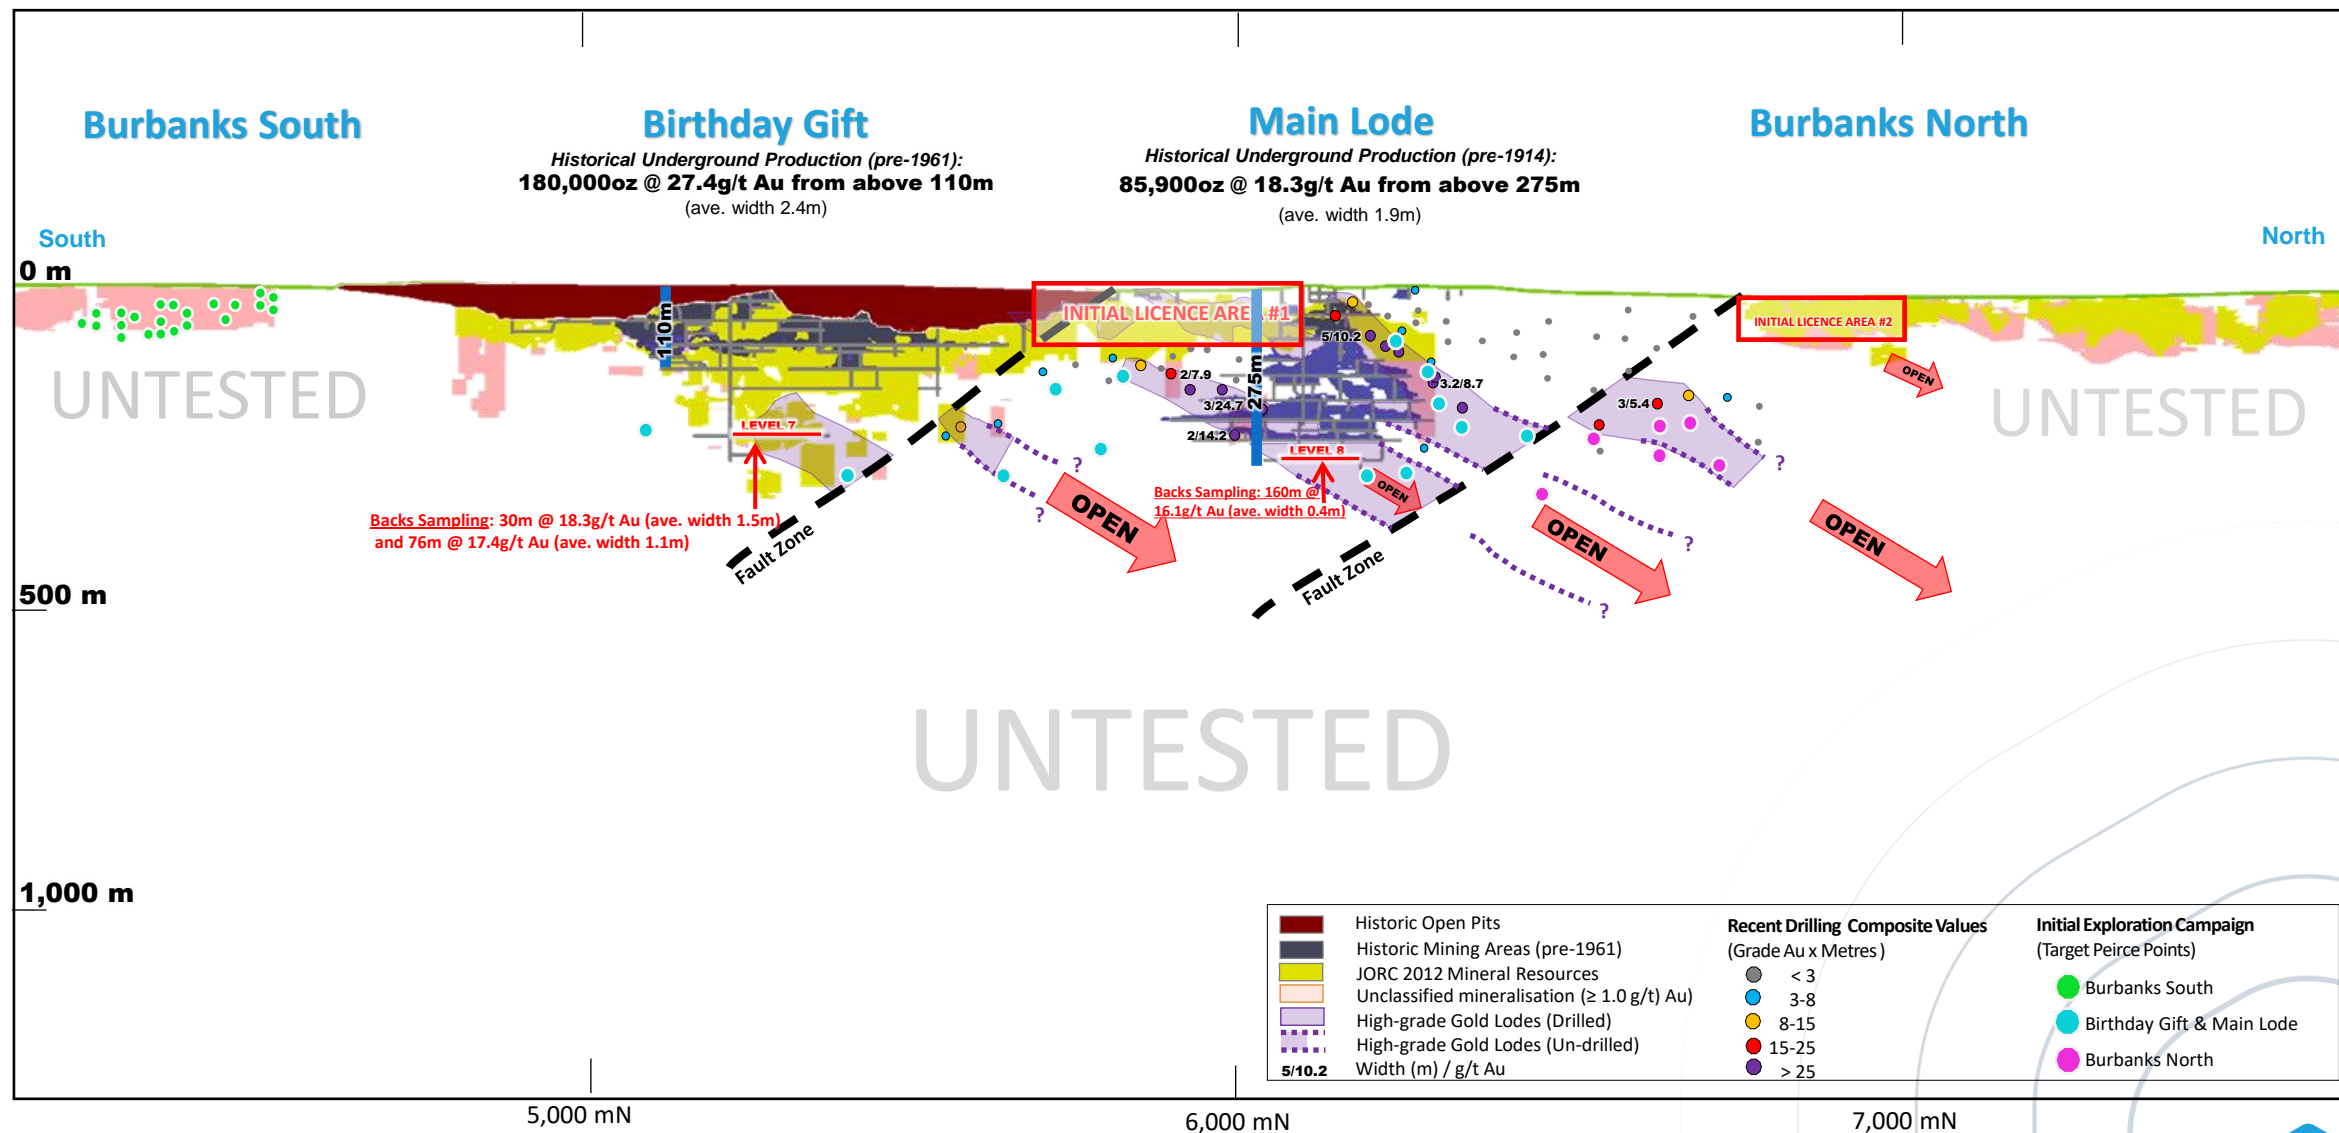 Burbanks South
Birthday Gift
Historical Underground Production (pre-1961):
180,000oz @ 27.4g/t Au from above 110m
(ave. width 2.4m)
Main Lode
Historical Underground Production (pre-1914):
85,900oz @ 18.3g/t Au from above 275m
(ave. width 1.9m)
Burbanks North
South
North
0 m
INITIAL LICENCE AREA #1
INITIAL LICENCE AREA #2
110m
275m
5/10.2
2/7.9
3.2/8.7
3/24.7
3/5.4
2/14.2
OPEN
UNTESTED
UNTESTED
LEVEL 7
LEVEL 8
?
?
?
?
?
OPEN
Backs Sampling: 160m @
16.1g/t Au (ave. width 0.4m)
Backs Sampling: 30m @ 18.3g/t Au (ave. width 1.5m)
and 76m @ 17.4g/t Au (ave. width 1.1m)
OPEN
OPEN
OPEN
Fault Zone
Fault Zone
500 m
UNTESTED
1,000 m
Historic Open Pits
Historic Mining Areas (pre-1961)
JORC 2012 Mineral Resources
Unclassified mineralisation (≥ 1.0 g/t) Au)
High-grade Gold Lodes (Drilled)
High-grade Gold Lodes (Un-drilled)
5/10.2 Width (m) / g/t Au
Recent Drilling Composite Values
(Grade Au x Metres )
< 3
3-8
8-15
15-25
> 25
Initial Exploration Campaign
(Target Peirce Points)
Burbanks South
Birthday Gift & Main Lode
Burbanks North
5,000 mN
6,000 mN
7,000 mN